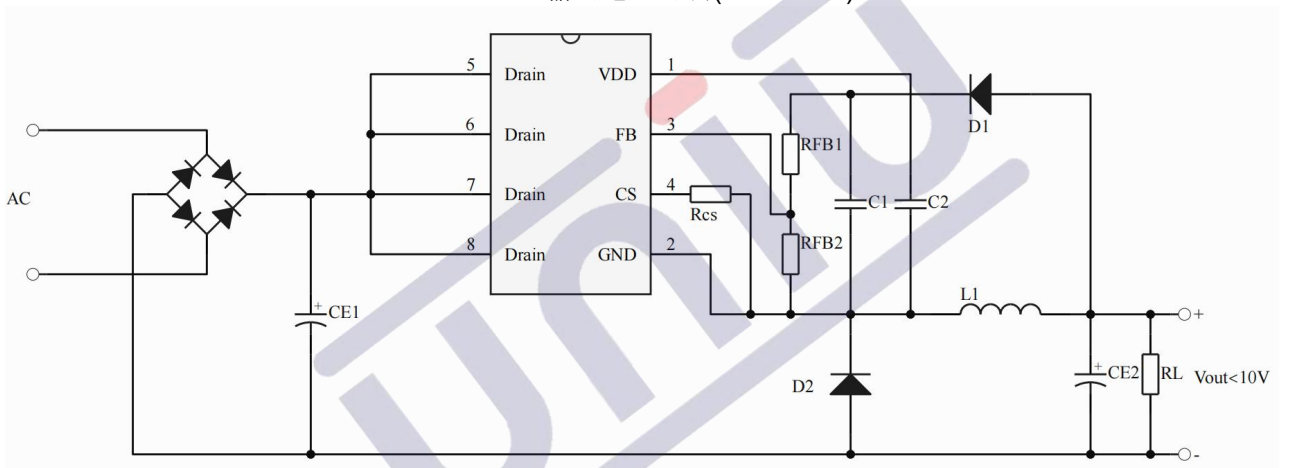 5 Drain VDD 1
D1
6 Drain FB 3
RFB1
AC
7 Drain CS 4
Rcs
C1 C2
RFB2
8 Drain GND 2
L1
+ CE1
+
D2
+ CE2 RL Vout<10V
-
uniu